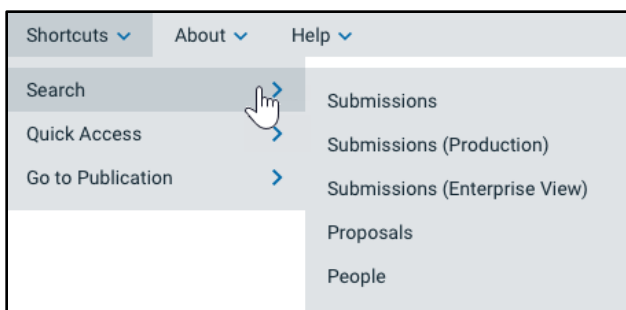 Shortcuts About Help
Search
Quick Access
Go to Publication
Submissions
Submissions (Production)
Submissions (Enterprise View)
Proposals
People